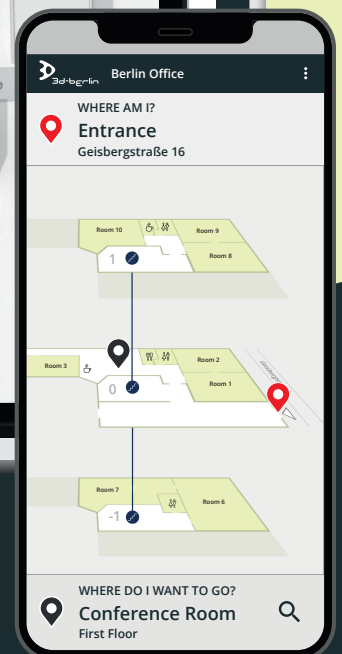 3d-berlin
Berlin Office
WHERE AM I?
Entrance
Geisbergstraße 16
Room 10
Room 9
1
Room 8
Room 3
Room 2
0
Room 1
Room 7
Room 6
-1
WHERE DO I WANT TO GO?
Conference Room
First Floor